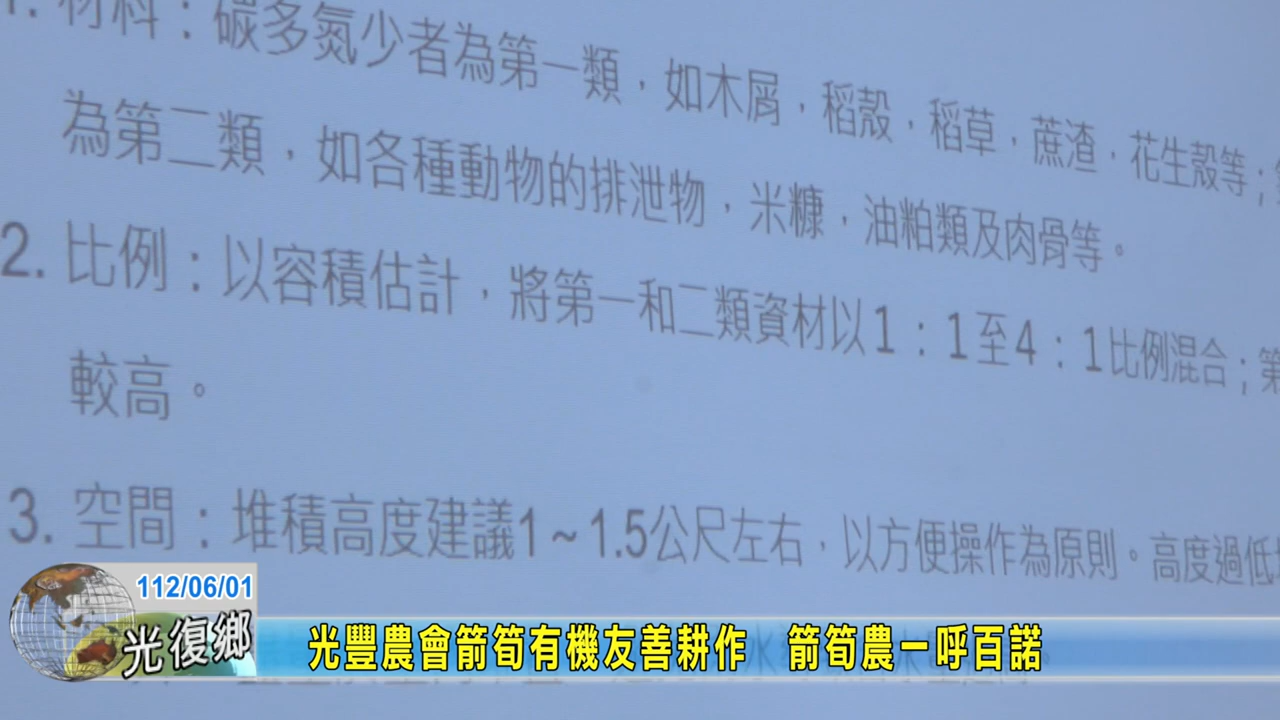 1. 材料：碳多氮少者為第一類，如木屑，稻殼，稻草，蔗渣，花生殼等；
為第二類，如各種動物的排泄物，米糠，油粕類及肉骨等。
2. 比例：以容積估計，將第一和二類資材以1：1至4：1比例混合；第
較高。
3. 空間：堆積高度建議1~1.5公尺左右，以方便操作為原則。高度過低
112/06/01
光復鄉
光豐農會箭筍有機友善耕作 箭筍農一呼百諾